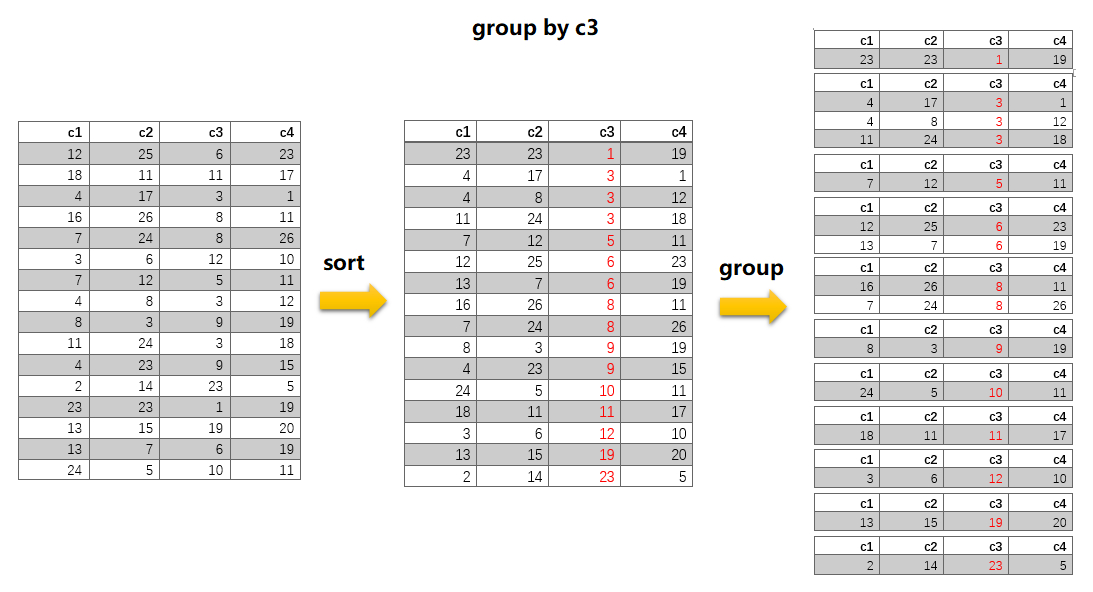 group by c3
c1 c2 c3 c4
12 25 6 23
18 11 11 17
4 17 3 1
16 26 8 11
7 24 8 26
3 6 12 10
7 12 5 11
4 8 3 12
8 3 9 19
11 24 3 18
4 23 9 15
2 14 23 5
23 23 1 19
13 15 19 20
13 7 6 19
24 5 10 11
sort
c1 c2 c3 c4
23 23 1 19
4 17 3 1
4 8 3 12
11 24 3 18
7 12 5 11
12 25 6 23
13 7 6 19
16 26 8 11
7 24 8 26
8 3 9 19
4 23 9 15
24 5 10 11
18 11 11 17
3 6 12 10
13 15 19 20
2 14 23 5
group
c1 c2 c3 c4
23 23 1 19
c1 c2 c3 c4
4 17 3 1
4 8 3 12
11 24 3 18
c1 c2 c3 c4
7 12 5 11
c1 c2 c3 c4
12 25 6 23
13 7 6 19
c1 c2 c3 c4
16 26 8 11
7 24 8 26
c1 c2 c3 c4
8 3 9 19
c1 c2 c3 c4
24 5 10 11
c1 c2 c3 c4
18 11 11 17
c1 c2 c3 c4
3 6 12 10
c1 c2 c3 c4
13 15 19 20
c1 c2 c3 c4
2 14 23 5